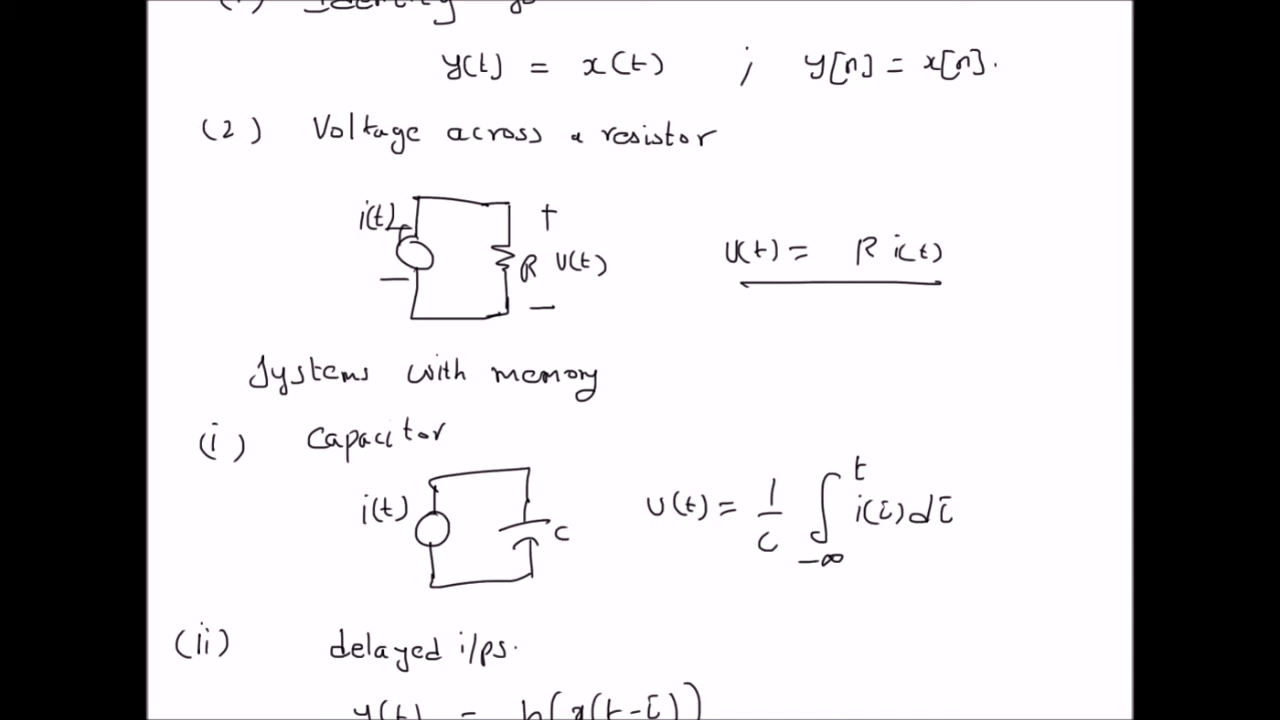 y(t) = x(t) ; y[n] = x[n].
(2) Voltage across a resistor
i(t)
+
R v(t)
v(t) = R i(t)
−
−
Systems with memory
(i) Capacitor
i(t)
C
v(t) = 1/C ∫_{-∞}^{t} i(τ)dτ
(ii) delayed i/ps.
y(t) = h(x(t-τ))